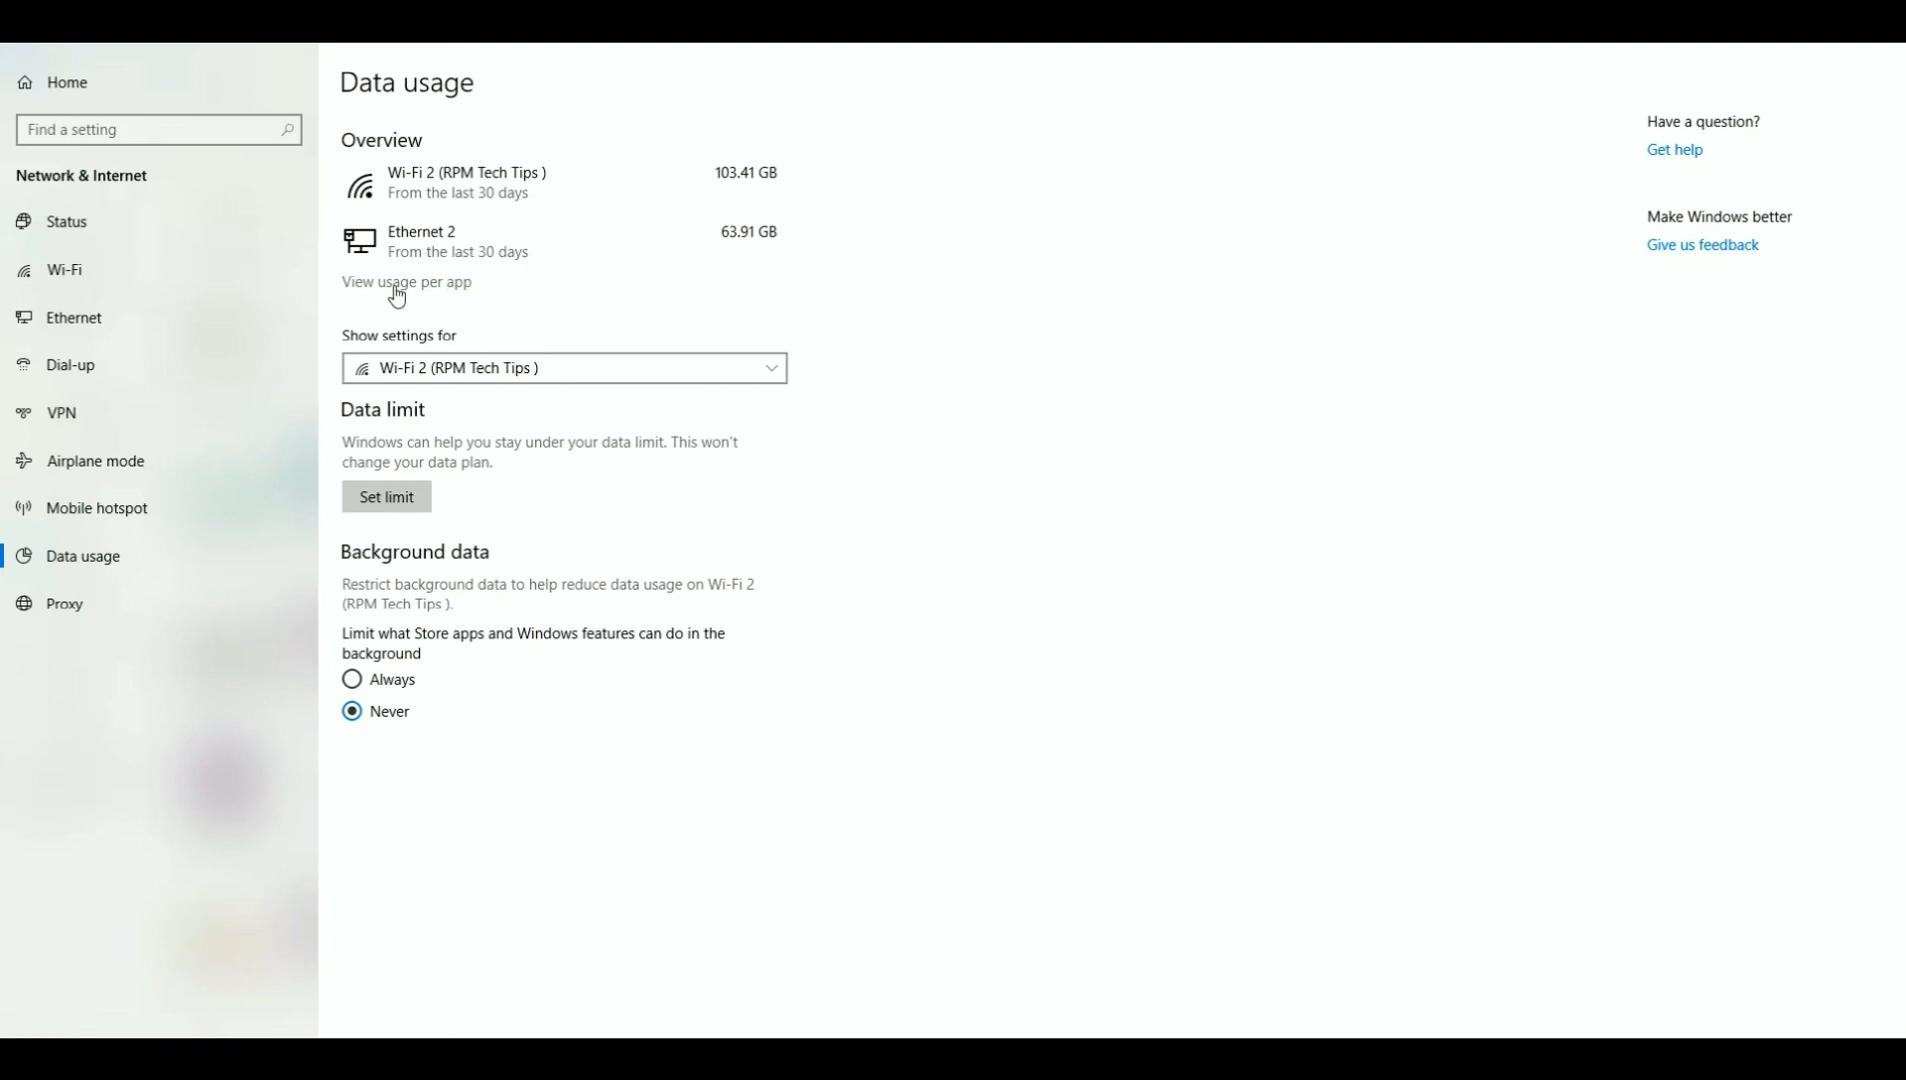 Home
Find a setting
Network & Internet
Status
Wi-Fi
Ethernet
Dial-up
VPN
Airplane mode
Mobile hotspot
Data usage
Proxy
Data usage
Overview
Wi-Fi 2 (RPM Tech Tips )
103.41 GB
From the last 30 days
Ethernet 2
63.91 GB
From the last 30 days
View usage per app
Show settings for
Wi-Fi 2 (RPM Tech Tips )
Data limit
Windows can help you stay under your data limit. This won't
change your data plan.
Set limit
Background data
Restrict background data to help reduce data usage on Wi-Fi 2
(RPM Tech Tips ).
Limit what Store apps and Windows features can do in the
background
Always
Never
Have a question?
Get help
Make Windows better
Give us feedback